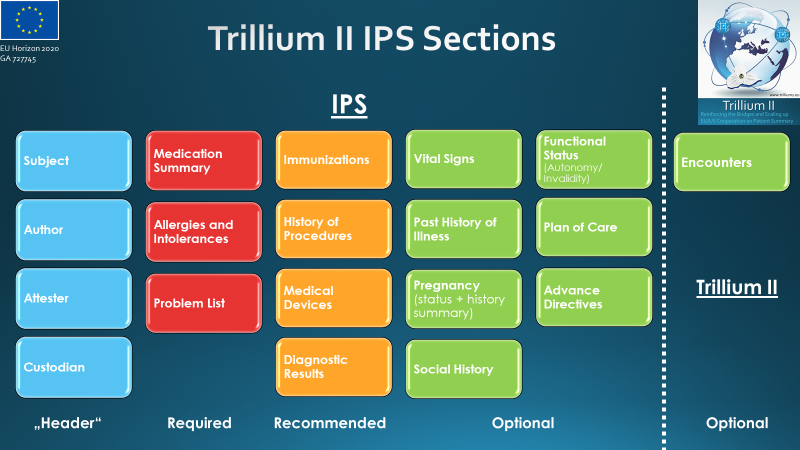 EU Horizon 2020
GA 727745
Trillium II IPS Sections
www.trilliumii.eu
Trillium II
Reinforcing the Bridges and Scaling up
EU/US Cooperation on Patient Summary
IPS
Subject
Author
Attester
Custodian
„Header“
Medication
Summary
Allergies and
Intolerances
Problem List
Required
Immunizations
History of
Procedures
Medical
Devices
Diagnostic
Results
Recommended
Vital Signs
Past History of
Illness
Pregnancy
(status + history
summary)
Social History
Functional
Status
(Autonomy/
Invalidity)
Plan of Care
Advance
Directives
Optional
Encounters
Trillium II
Optional